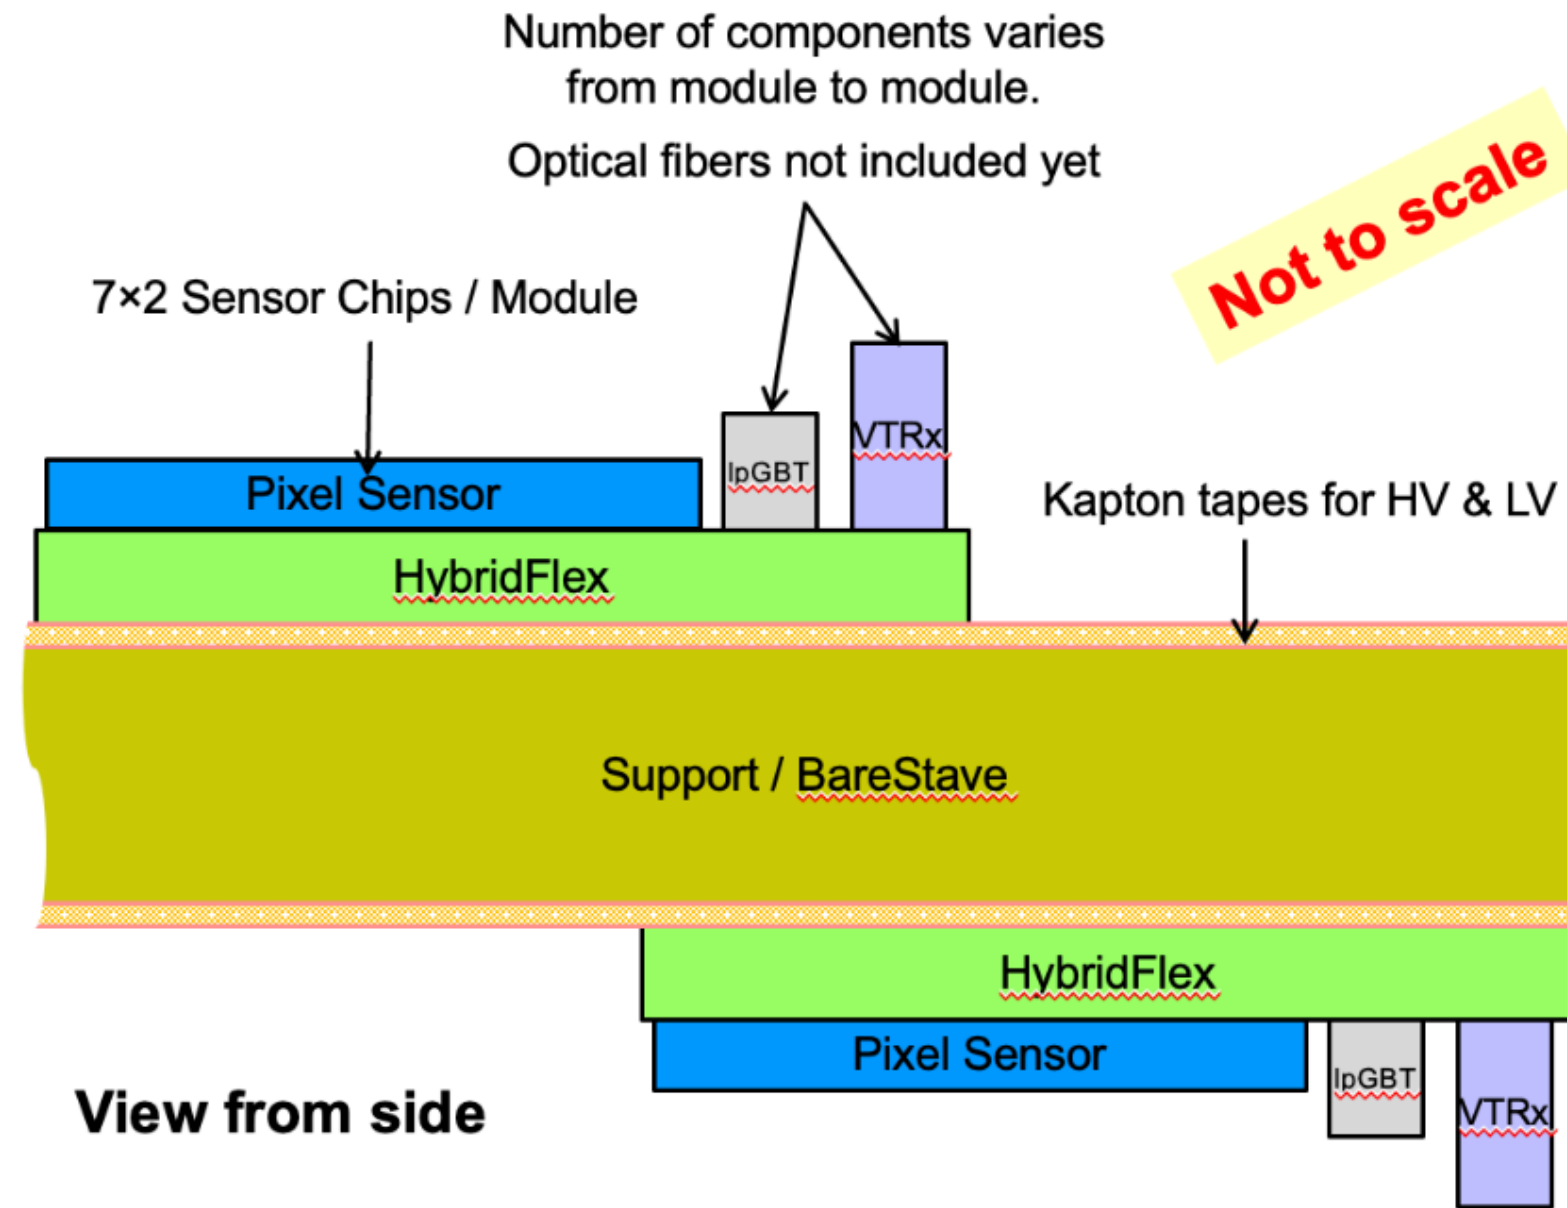 Number of components varies
from module to module.
Optical fibers not included yet
Not to scale
7×2 Sensor Chips / Module
VTRx
lpGBT
Pixel Sensor
Kapton tapes for HV & LV
HybridFlex
Support / BareStave
HybridFlex
Pixel Sensor
lpGBT
VTRx
View from side